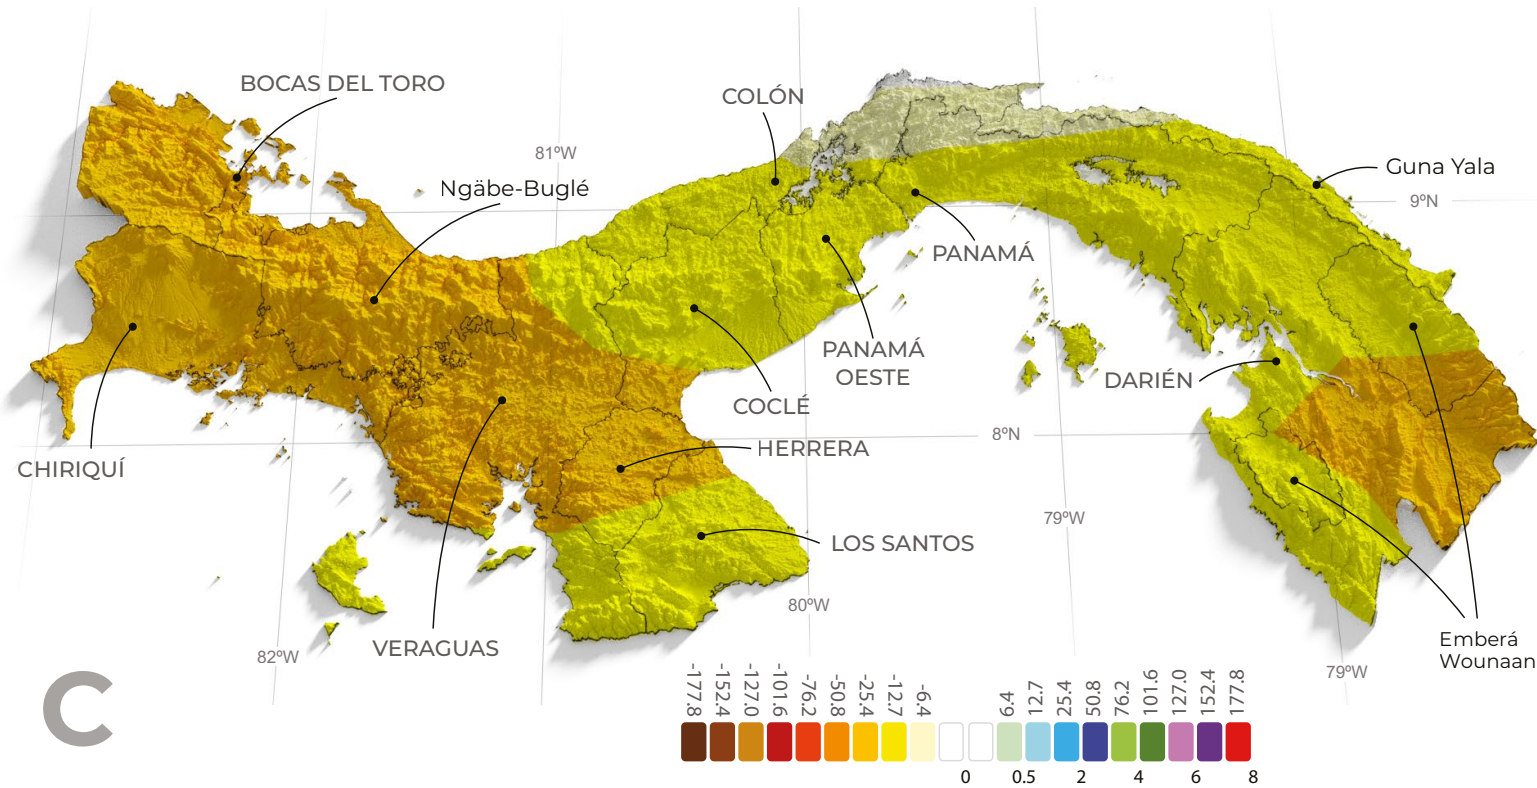 BOCAS DEL TORO
COLÓN
81ºW
Ngäbe-Buglé
Guna Yala
9ºN
PANAMÁ
PANAMÁ
OESTE
DARIÉN
COCLÉ
8ºN
HERRERA
CHIRIQUÍ
79ºW
LOS SANTOS
80ºW
VERAGUAS
82ºW
Emberá
Wounaan
79ºW
C
-177.8 -152.4 -127.0 -101.6 -76.2 -50.8 -25.4 -12.7 -6.4 6.4 12.7 25.4 50.8 76.2 101.6 127.0 152.4 177.8
0 0.5 2 4 6 8